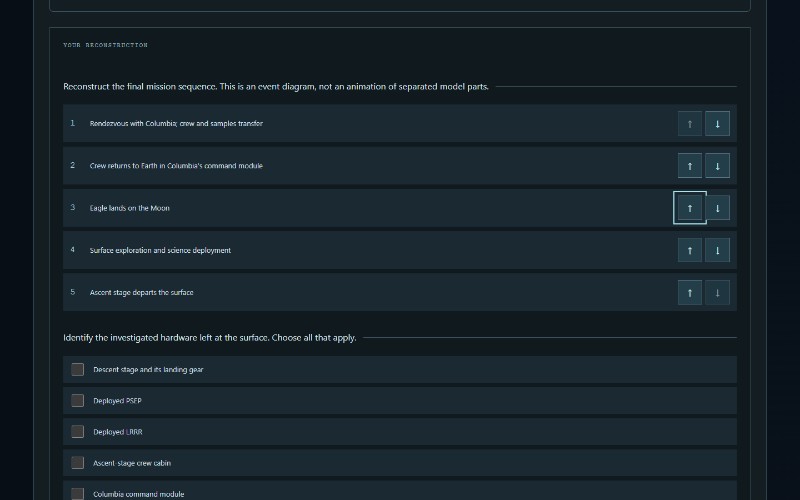 YOUR RECONSTRUCTION
Reconstruct the final mission sequence. This is an event diagram, not an animation of separated model parts.
1 Rendezvous with Columbia; crew and samples transfer ↑ ↓
2 Crew returns to Earth in Columbia's command module ↑ ↓
3 Eagle lands on the Moon ↑ ↓
4 Surface exploration and science deployment ↑ ↓
5 Ascent stage departs the surface ↑ ↓
Identify the investigated hardware left at the surface. Choose all that apply.
Descent stage and its landing gear
Deployed PSEP
Deployed LRRR
Ascent-stage crew cabin
Columbia command module